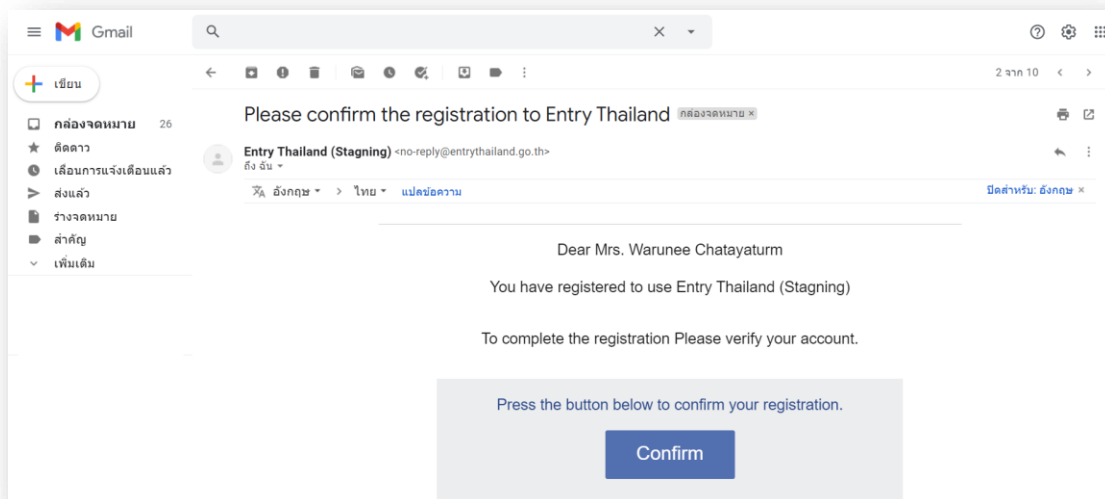 Gmail
เขียน
2 จาก 10
กล่องจดหมาย 26
ติดดาว
เลื่อนการแจ้งเตือนแล้ว
ส่งแล้ว
ร่างจดหมาย
สำคัญ
เพิ่มเติม
Please confirm the registration to Entry Thailand กล่องจดหมาย ×
Entry Thailand (Stagning) <no-reply@entrythailand.go.th>
ถึง ฉัน
อังกฤษ > ไทย แปลข้อความ ปิดสำหรับ: อังกฤษ ×
Dear Mrs. Warunee Chatayaturm
You have registered to use Entry Thailand (Stagning)
To complete the registration Please verify your account.
Press the button below to confirm your registration.
Confirm